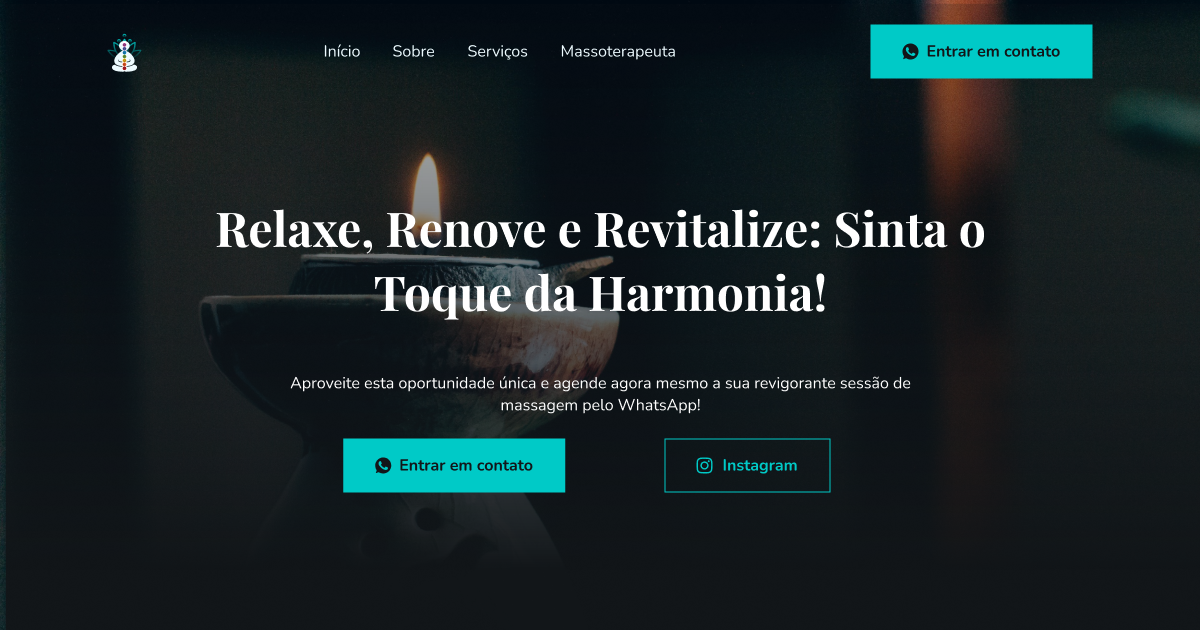 Início Sobre Serviços Massoterapeuta Entrar em contato
Relaxe, Renove e Revitalize: Sinta o
Toque da Harmonia!
Aproveite esta oportunidade única e agende agora mesmo a sua revigorante sessão de
massagem pelo WhatsApp!
Entrar em contato Instagram